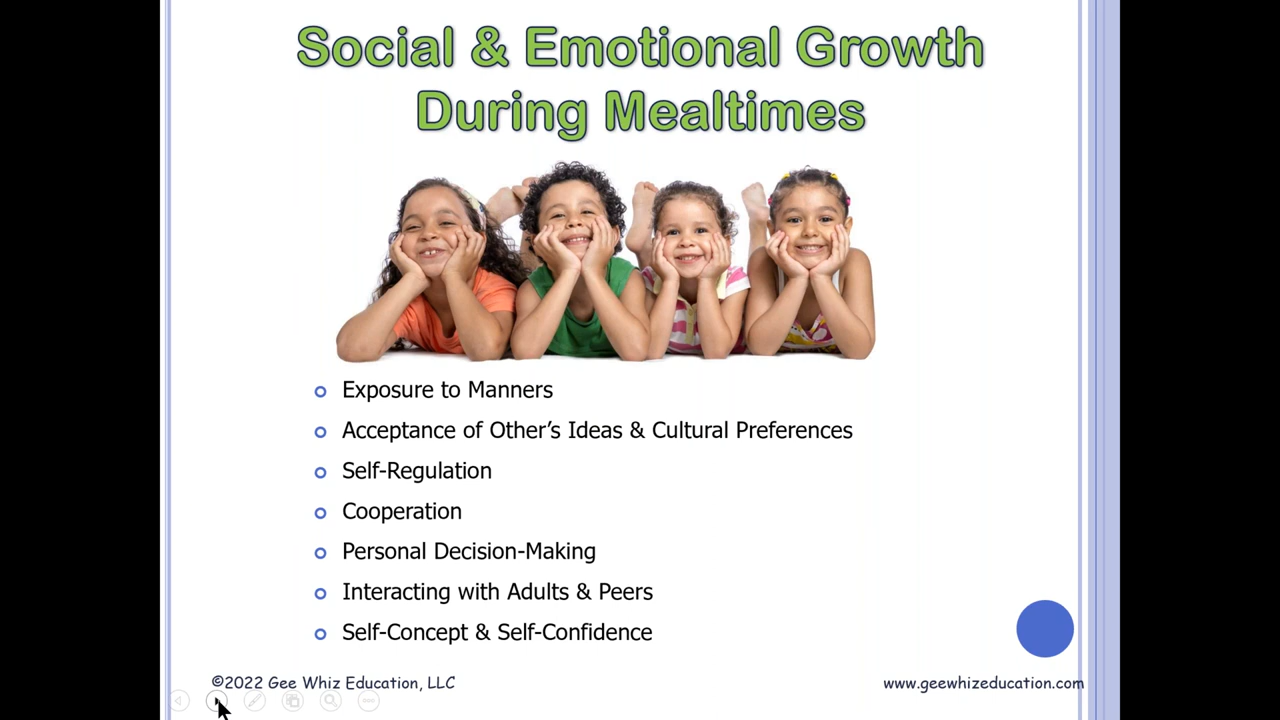 Social & Emotional Growth
During Mealtimes
Exposure to Manners
Acceptance of Other’s Ideas & Cultural Preferences
Self-Regulation
Cooperation
Personal Decision-Making
Interacting with Adults & Peers
Self-Concept & Self-Confidence
©2022 Gee Whiz Education, LLC
www.geewhizeducation.com